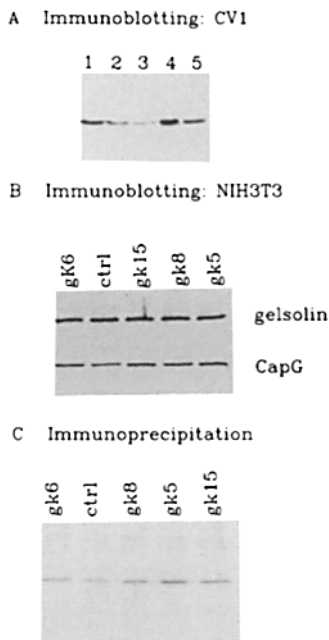 A Immunoblotting: CV1
1 2 3 4 5
B Immunoblotting: NIH3T3
gK6 ctrl gk15 gk8 gk5
gelsolin
CapG
C Immunoprecipitation
gk6 ctrl gk8 gk5 gk15